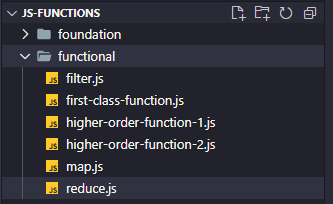 JS-FUNCTIONS
foundation
functional
JS filter.js
JS first-class-function.js
JS higher-order-function-1.js
JS higher-order-function-2.js
JS map.js
JS reduce.js